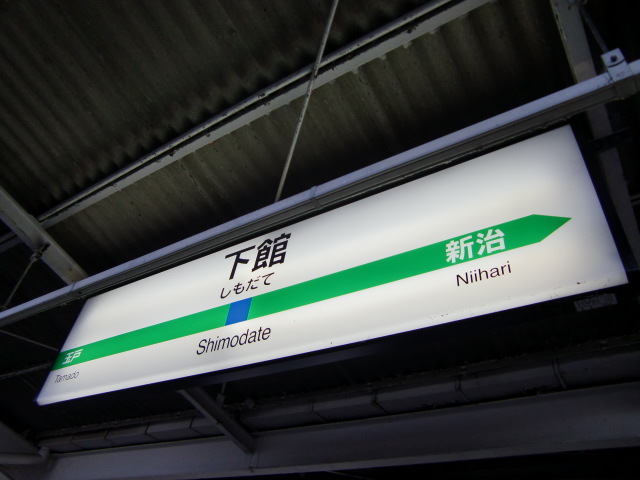 下館
しもだて
玉戸
新治
Tamado
Shimodate
Niihari